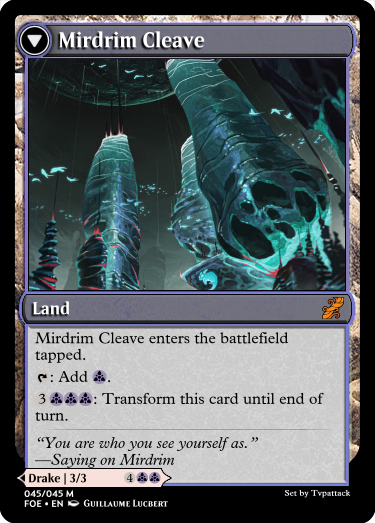 Mirdrim Cleave
Land
Mirdrim Cleave enters the battlefield
tapped.
: Add .
3 : Transform this card until end of
turn.
“You are who you see yourself as.”
—Saying on Mirdrim
Drake | 3/3 4
045/045 M
FOE • EN Guillaume Lucbert
Set by Tvpattack